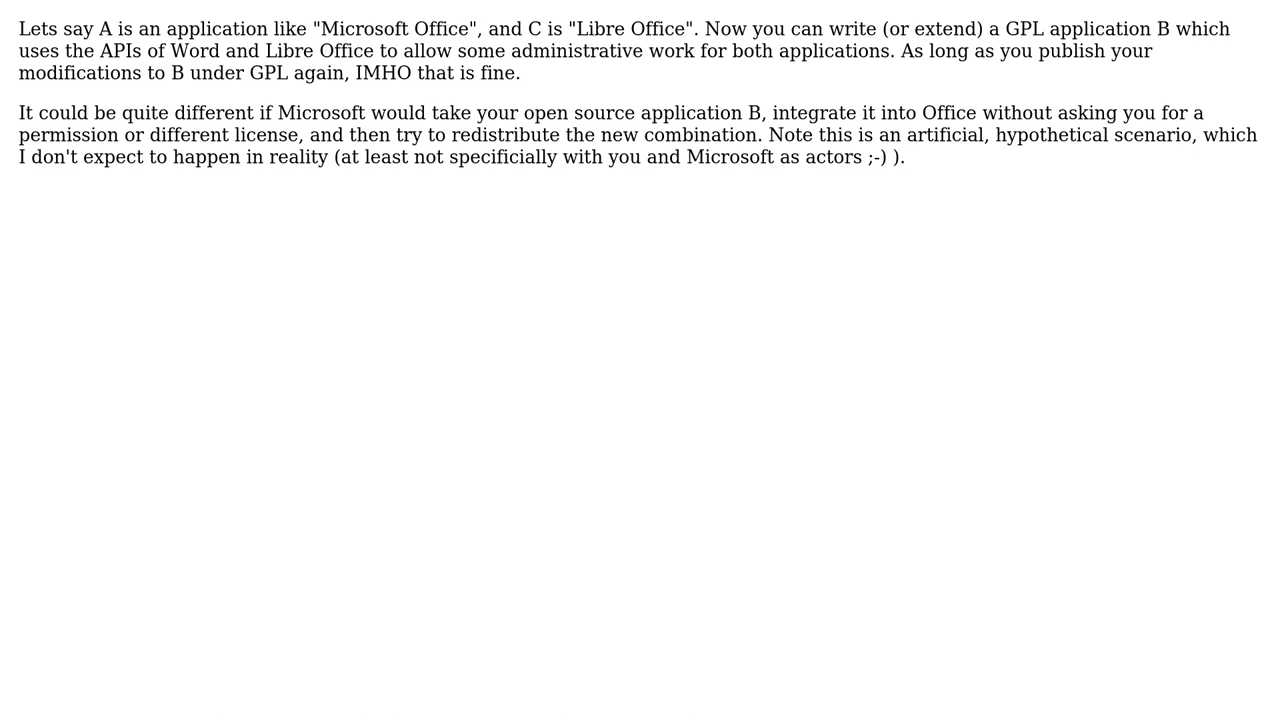 Lets say A is an application like "Microsoft Office", and C is "Libre Office". Now you can write (or extend) a GPL application B which
uses the APIs of Word and Libre Office to allow some administrative work for both applications. As long as you publish your
modifications to B under GPL again, IMHO that is fine.
It could be quite different if Microsoft would take your open source application B, integrate it into Office without asking you for a
permission or different license, and then try to redistribute the new combination. Note this is an artificial, hypothetical scenario, which
I don't expect to happen in reality (at least not specificially with you and Microsoft as actors ;-) ).